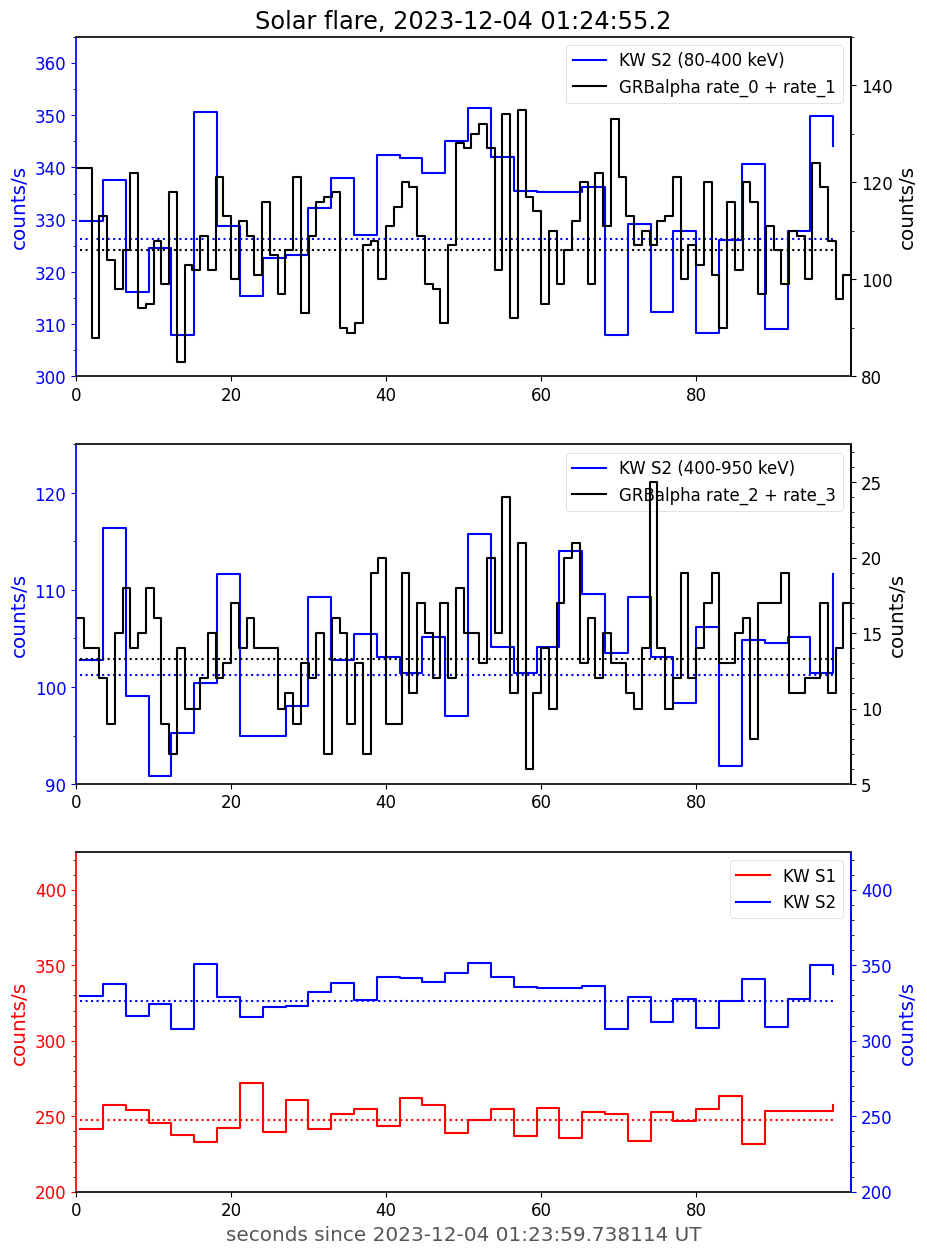 Solar flare, 2023-12-04 01:24:55.2
KW S2 (80-400 keV)
GRBalpha rate_0 + rate_1
counts/s
counts/s
360
350
340
330
320
310
300
140
120
100
80
0 20 40 60 80
KW S2 (400-950 keV)
GRBalpha rate_2 + rate_3
counts/s
counts/s
120
110
100
90
25
20
15
10
5
0 20 40 60 80
KW S1
KW S2
counts/s
counts/s
400
350
300
250
200
400
350
300
250
200
0 20 40 60 80
seconds since 2023-12-04 01:23:59.738114 UT